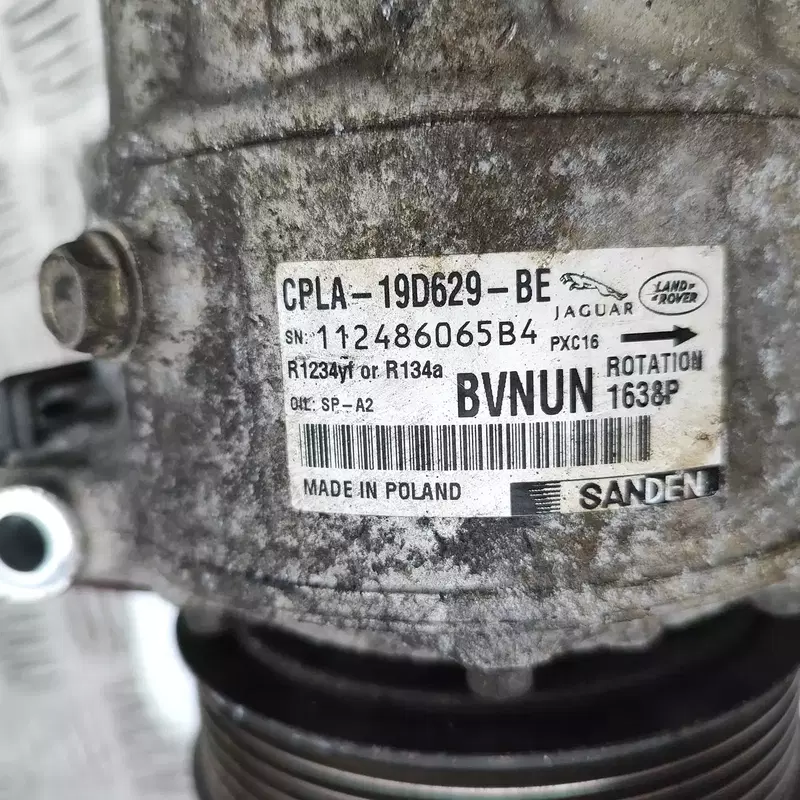 CPLA-19D629-BE JAGUAR LAND ROVER
SN: 112486065B4 PXC16
R1234yf or R134a ROTATION
OIL: SP-A2 BVNUN 1638P
MADE IN POLAND SANDEN